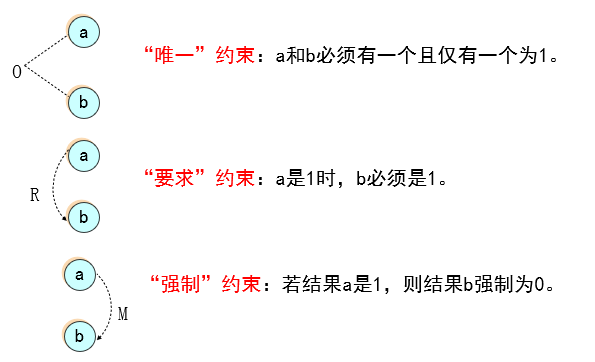 a
O
“唯一”约束：a和b必须有一个且仅有一个为1。
b
a
R
“要求”约束：a是1时，b必须是1。
b
a
“强制”约束：若结果a是1，则结果b强制为0。
M
b